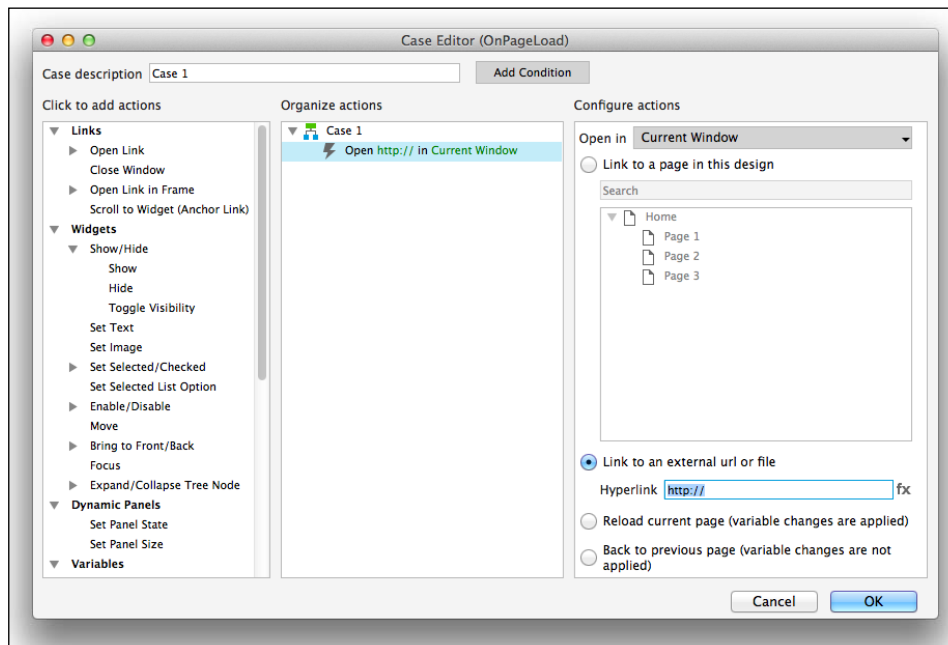 Case Editor (OnPageLoad)
Case description Case 1 Add Condition
Click to add actions
Links
Open Link
Close Window
Open Link in Frame
Scroll to Widget (Anchor Link)
Widgets
Show/Hide
Show
Hide
Toggle Visibility
Set Text
Set Image
Set Selected/Checked
Set Selected List Option
Enable/Disable
Move
Bring to Front/Back
Focus
Expand/Collapse Tree Node
Dynamic Panels
Set Panel State
Set Panel Size
Variables
Organize actions
Case 1
Open http:// in Current Window
Configure actions
Open in Current Window
Link to a page in this design
Search
Home
Page 1
Page 2
Page 3
Link to an external url or file
Hyperlink http:// fx
Reload current page (variable changes are applied)
Back to previous page (variable changes are not
applied)
Cancel OK